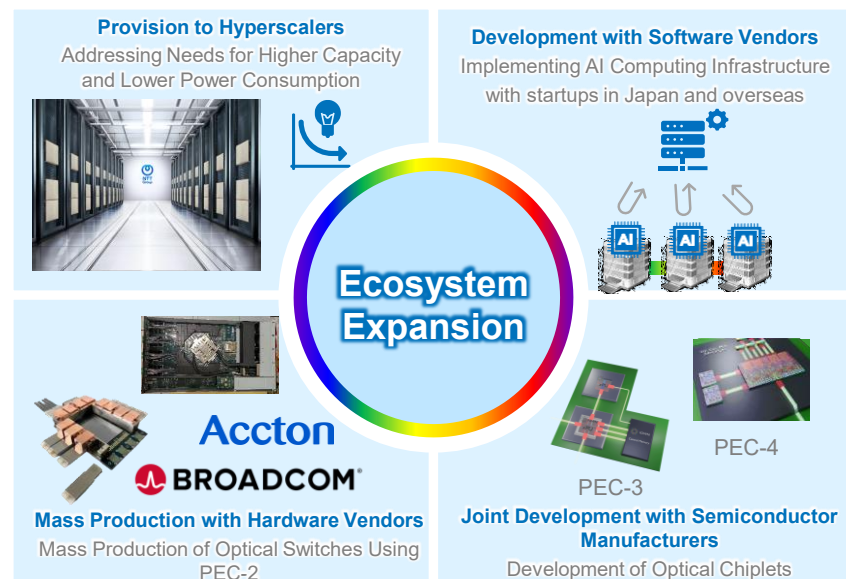 Provision to Hyperscalers
Addressing Needs for Higher Capacity
and Lower Power Consumption
NTT
Development with Software Vendors
Implementing AI Computing Infrastructure
with startups in Japan and overseas
AI
AI
AI
Ecosystem
Expansion
Accton
BROADCOM®
Mass Production with Hardware Vendors
Mass Production of Optical Switches Using
PEC-2
PEC-3
PEC-4
Joint Development with Semiconductor
Manufacturers
Development of Optical Chiplets